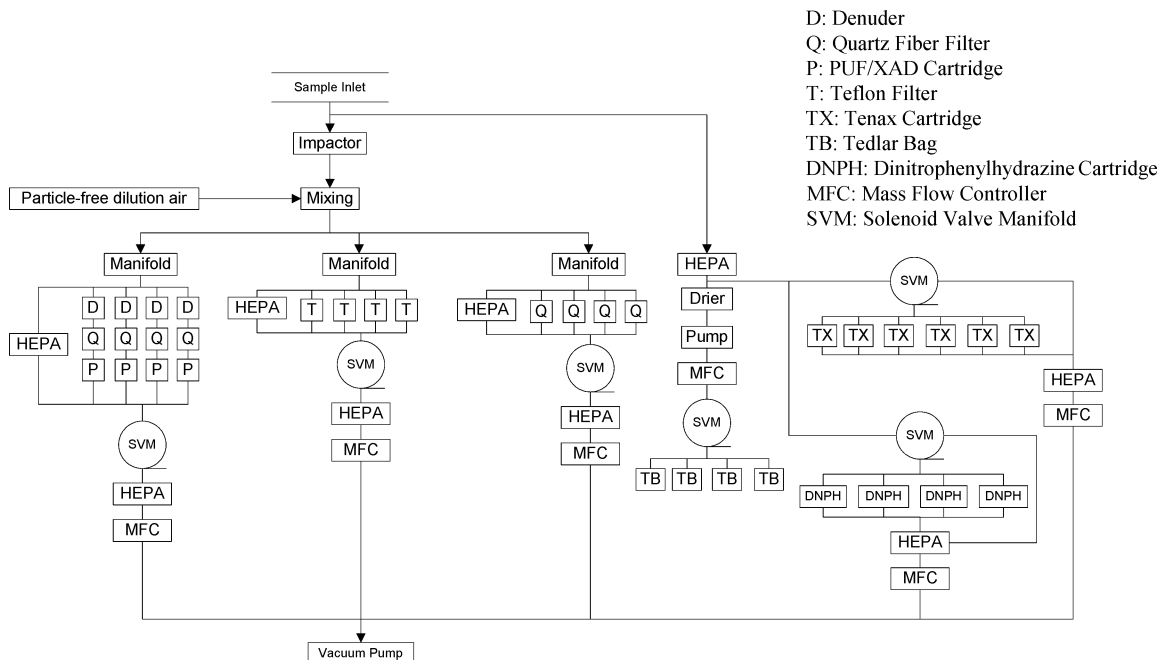 D: Denuder
Q: Quartz Fiber Filter
P: PUF/XAD Cartridge
T: Teflon Filter
TX: Tenax Cartridge
TB: Tedlar Bag
DNPH: Dinitrophenylhydrazine Cartridge
MFC: Mass Flow Controller
SVM: Solenoid Valve Manifold
Sample Inlet
Impactor
Particle-free dilution air
Mixing
Manifold
Manifold
Manifold
HEPA
SVM
HEPA
D D D D
Q Q Q Q
P P P P
SVM
HEPA
MFC
HEPA
T T T T
SVM
HEPA
MFC
HEPA
Q Q Q Q
SVM
HEPA
MFC
Drier
Pump
MFC
SVM
TB TB TB TB
TX TX TX TX TX TX
HEPA
MFC
SVM
DNPH DNPH DNPH DNPH
HEPA
MFC
Vacuum Pump